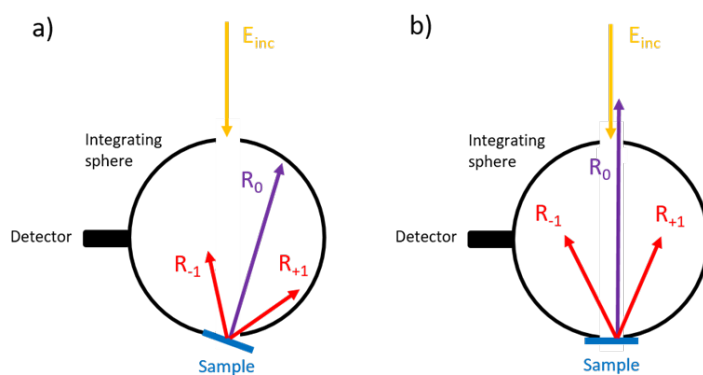 a)
E_inc
Integrating
sphere
R_0
Detector
R_-1
R_+1
Sample
b)
E_inc
Integrating
sphere
R_0
Detector
R_-1
R_+1
Sample